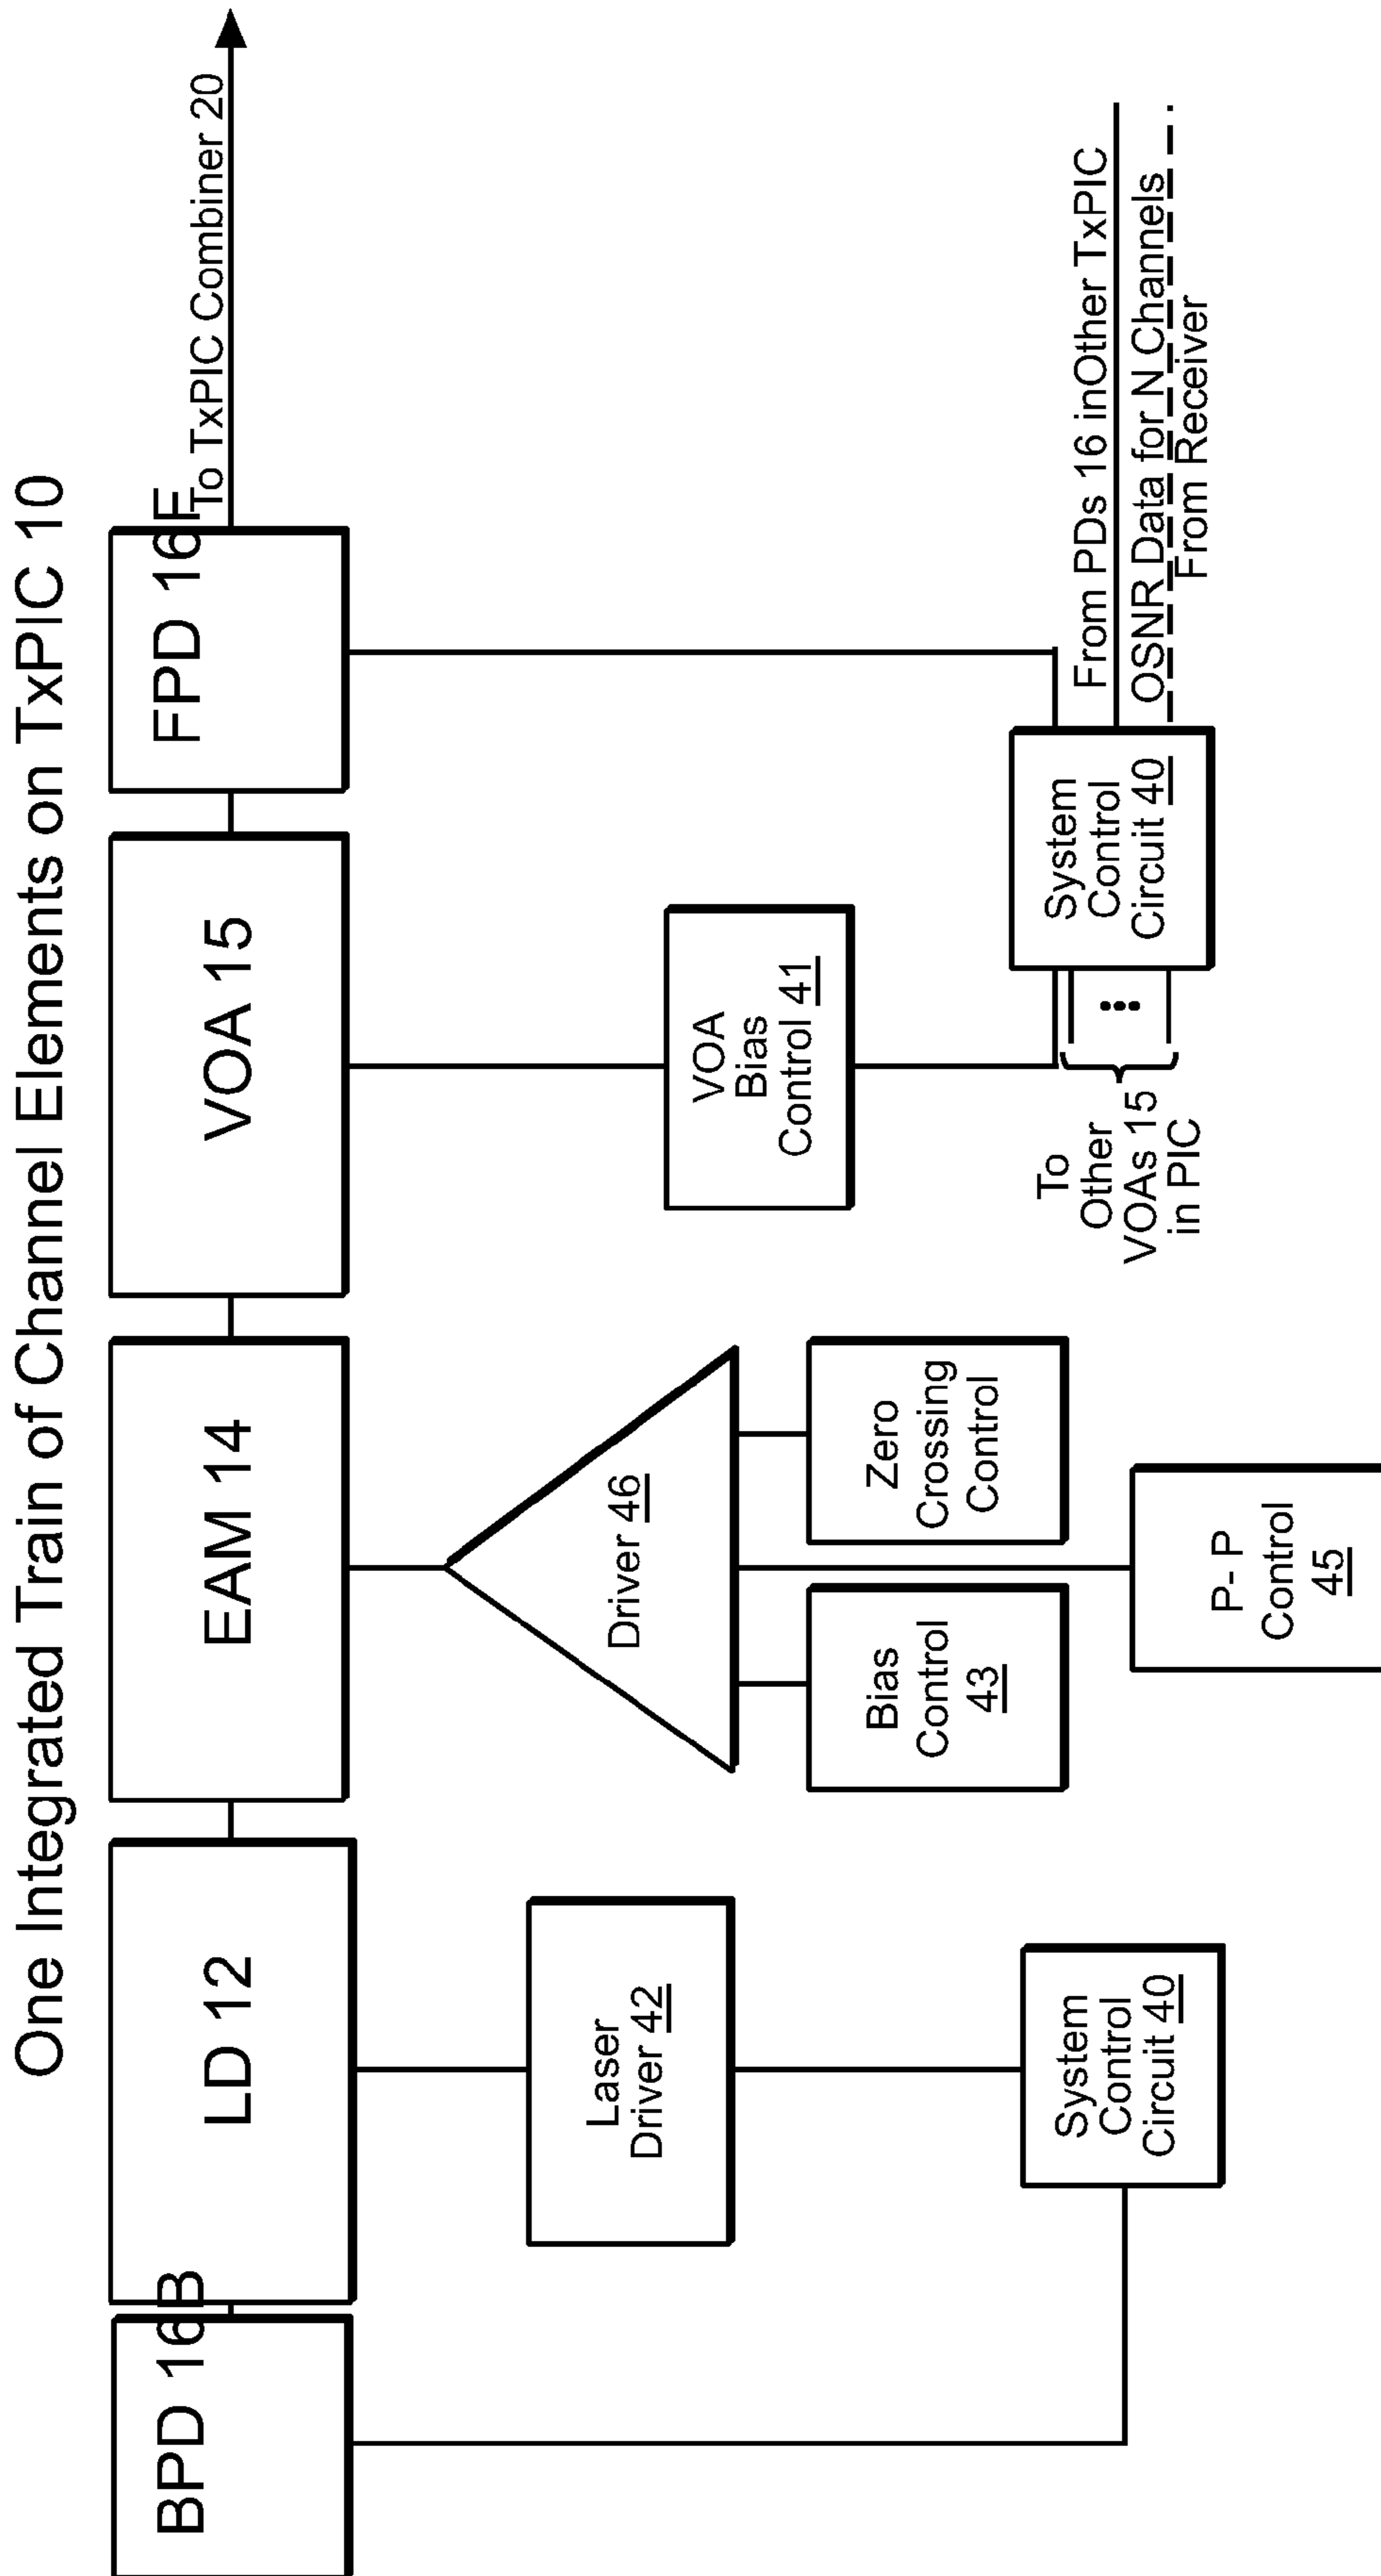 One Integrated Train of Channel Elements on TxPIC 10
BPD 16B
LD 12
EAM 14
VOA 15
FPD 16F
To TxPIC Combiner 20
Laser
Driver 42
System
Control
Circuit 40
Driver 46
Bias
Control
43
Zero
Crossing
Control
P- P
Control
45
VOA
Bias
Control 41
To
Other
VOAs 15
in PIC
System
Control
Circuit 40
From PDs 16 inOther TxPIC
OSNR Data for N Channels
From Receiver